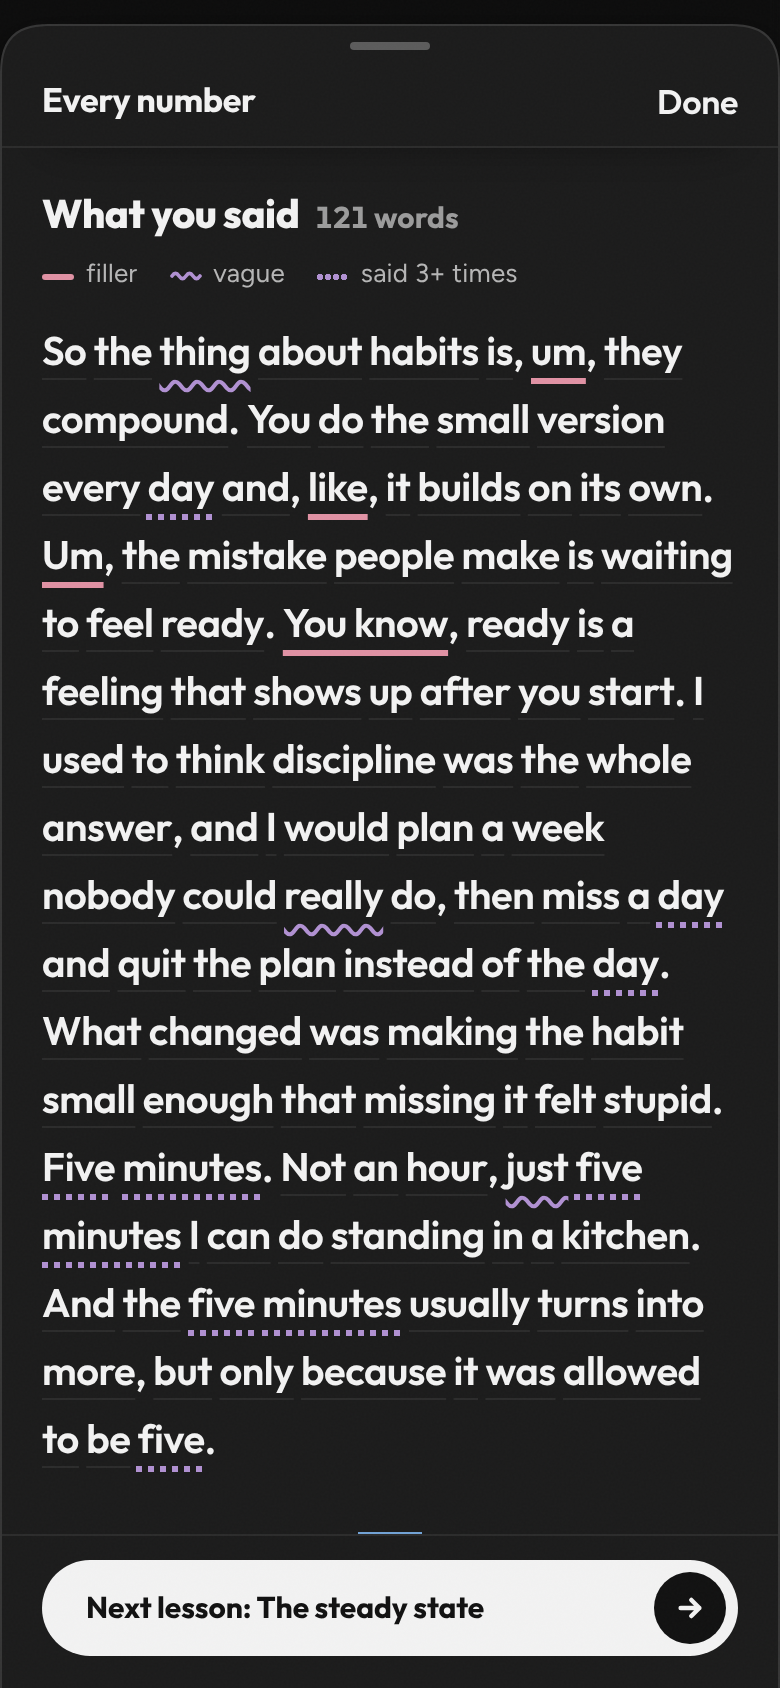 Every number
Done
What you said 121 words
filler vague said 3+ times
So the thing about habits is, um, they
compound. You do the small version
every day and, like, it builds on its own.
Um, the mistake people make is waiting
to feel ready. You know, ready is a
feeling that shows up after you start. I
used to think discipline was the whole
answer, and I would plan a week
nobody could really do, then miss a day
and quit the plan instead of the day.
What changed was making the habit
small enough that missing it felt stupid.
Five minutes. Not an hour, just five
minutes I can do standing in a kitchen.
And the five minutes usually turns into
more, but only because it was allowed
to be five.
Next lesson: The steady state